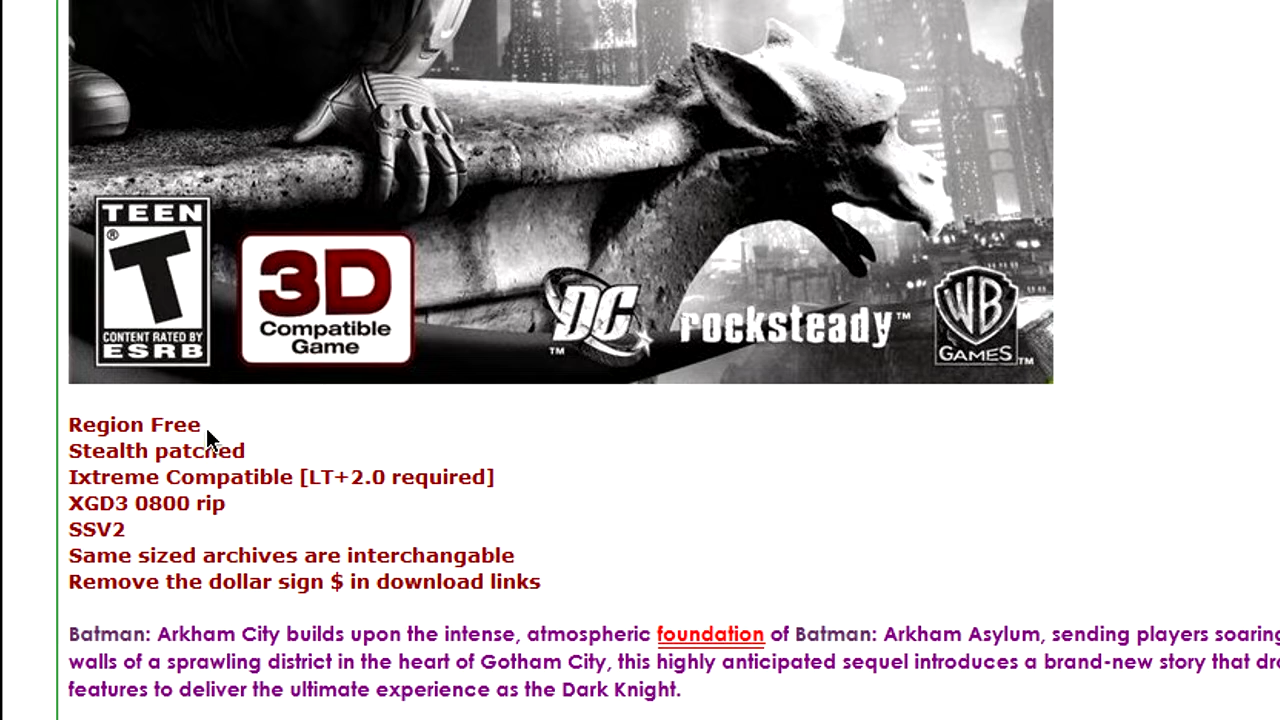 TEEN
T
®
CONTENT RATED BY
ESRB
3D
Compatible
Game
DC
TM
rocksteady™
WB
GAMES
TM
Region Free
Stealth patched
Ixtreme Compatible [LT+2.0 required]
XGD3 0800 rip
SSV2
Same sized archives are interchangable
Remove the dollar sign $ in download links
Batman: Arkham City builds upon the intense, atmospheric foundation of Batman: Arkham Asylum, sending players soaring
walls of a sprawling district in the heart of Gotham City, this highly anticipated sequel introduces a brand-new story that
features to deliver the ultimate experience as the Dark Knight.